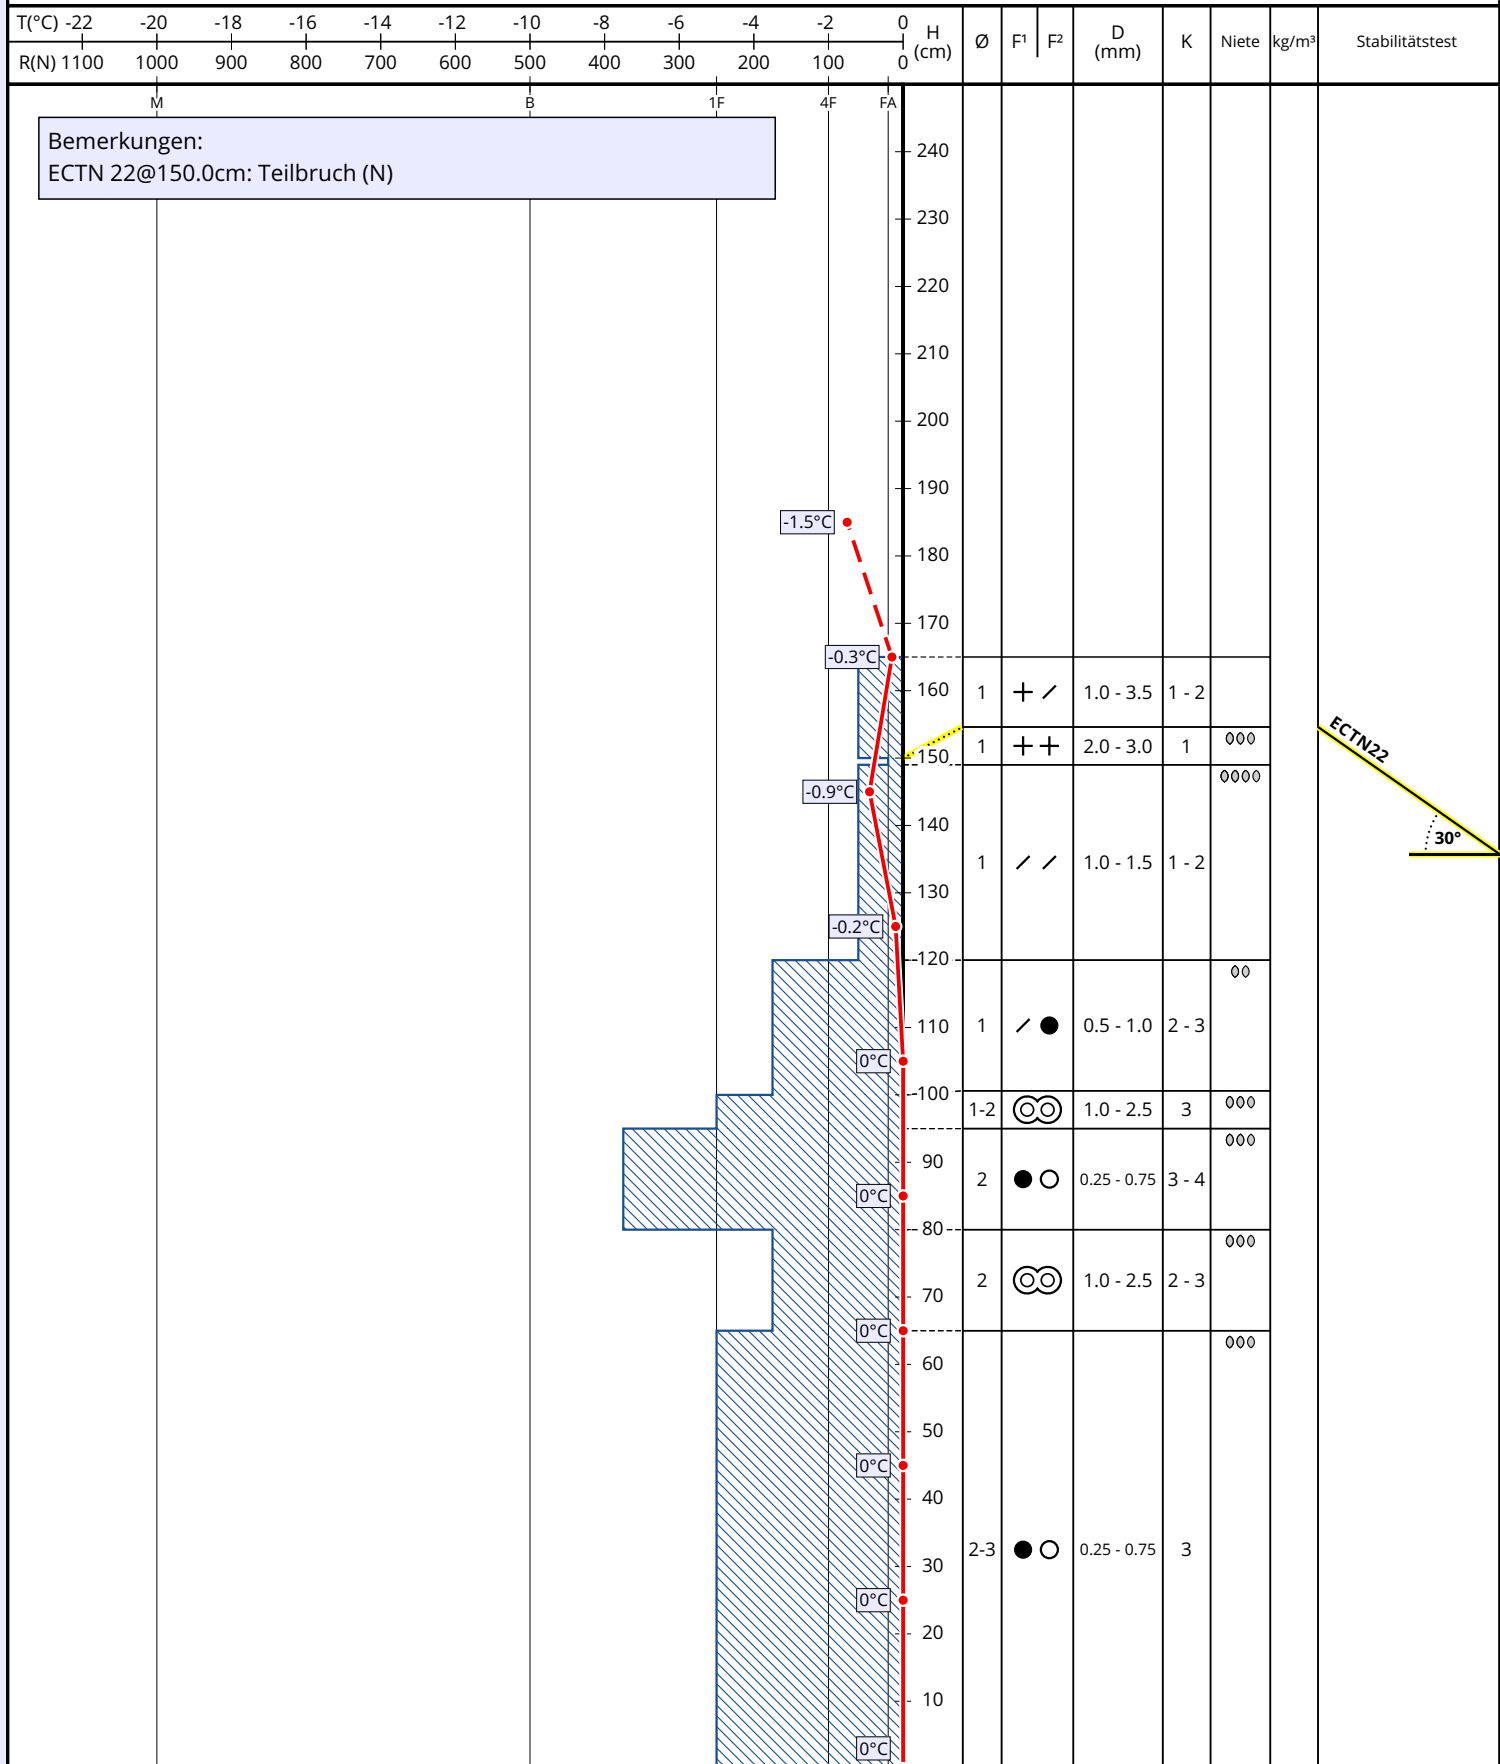 T(°C) -22 -20 -18 -16 -14 -12 -10 -8 -6 -4 -2 0
R(N) 1100 1000 900 800 700 600 500 400 300 200 100 0
H (cm) Ø F¹ F² D (mm) K Niete kg/m³ Stabilitätstest
M B 1F 4F FA
Bemerkungen:
ECTN 22@150.0cm: Teilbruch (N)
240
230
220
210
200
190
-1.5°C
180
170
-0.3°C
160 1 + / 1.0 - 3.5 1 - 2
ECTN22
150 1 + + 2.0 - 3.0 1
-0.9°C
140
30°
1 / / 1.0 - 1.5 1 - 2
130
-0.2°C
120
110 1 / 0.5 - 1.0 2 - 3
0°C
100
1-2 1.0 - 2.5 3
90
2 0.25 - 0.75 3 - 4
0°C
80
2 1.0 - 2.5 2 - 3
70
0°C
60
50
0°C
40
2-3 0.25 - 0.75 3
30
0°C
20
10
0°C